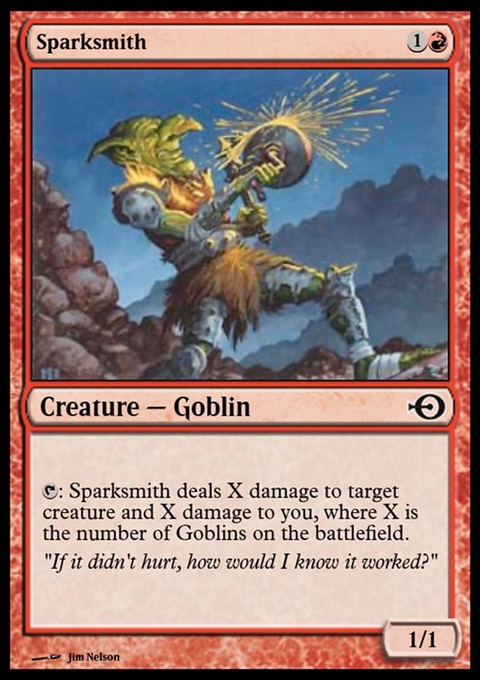 Sparksmith
1
Creature — Goblin
: Sparksmith deals X damage to target
creature and X damage to you, where X is
the number of Goblins on the battlefield.
"If it didn't hurt, how would I know it worked?"
1/1
Jim Nelson